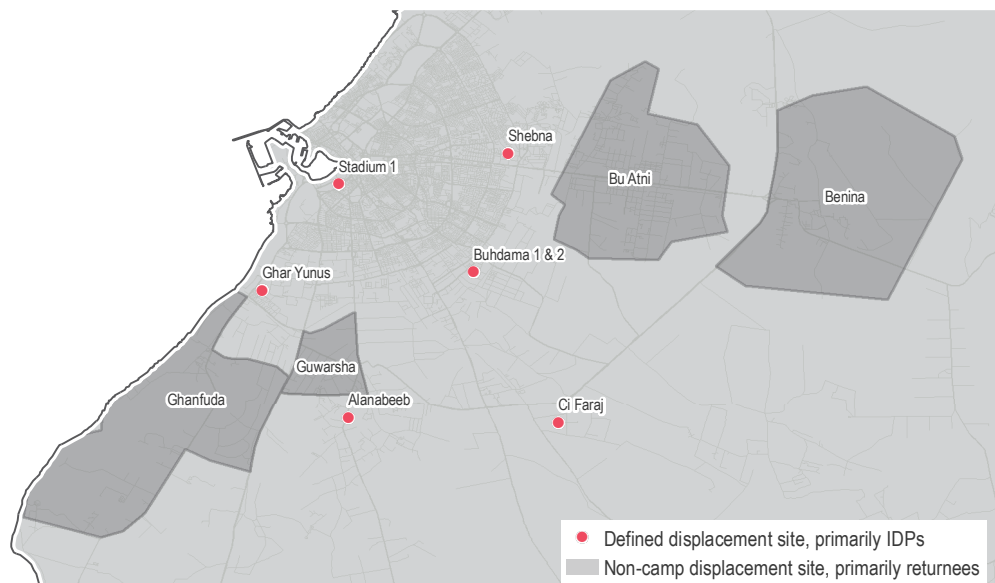 Shebna
Stadium 1
Bu Atni
Benina
Buhdama 1 & 2
Ghar Yunus
Guwarsha
Ghanfuda
Alanabeeb
Ci Faraj
Defined displacement site, primarily IDPs
Non-camp displacement site, primarily returnees